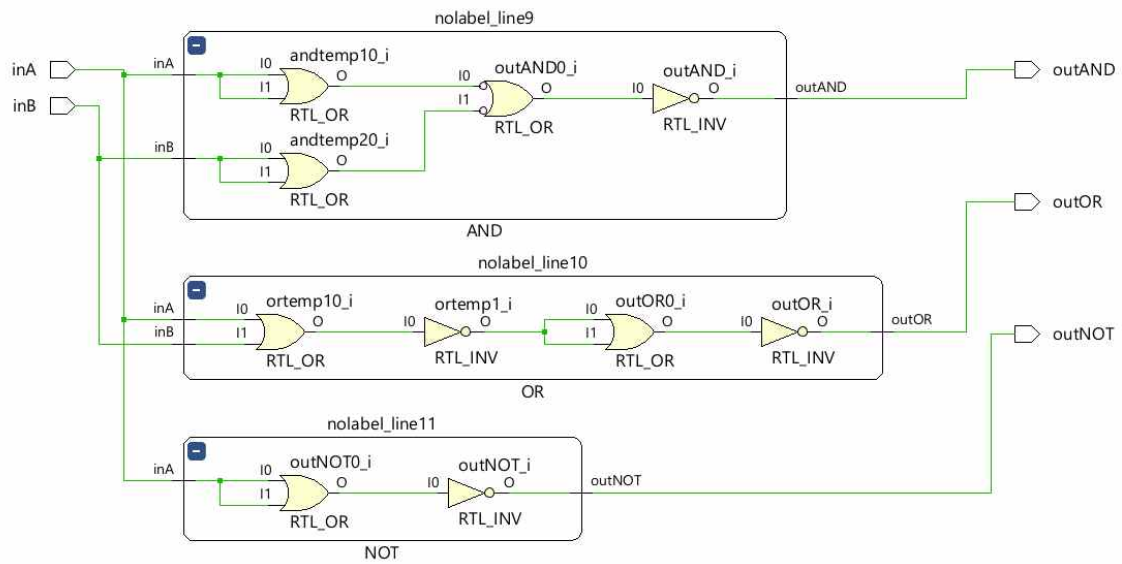 nolabel_line9
inA
inB
inA
I0
I1
andtemp10_i
O
RTL_OR
I0
I1
outAND0_i
O
RTL_OR
I0
outAND_i
O
RTL_INV
outAND
outAND
inB
I0
I1
andtemp20_i
O
RTL_OR
AND
outOR
nolabel_line10
inA
inB
I0
I1
ortemp10_i
O
RTL_OR
I0
ortemp1_i
O
RTL_INV
I0
I1
outOR0_i
O
RTL_OR
I0
outOR_i
O
RTL_INV
outOR
outNOT
OR
nolabel_line11
inA
I0
I1
outNOT0_i
O
RTL_OR
I0
outNOT_i
O
RTL_INV
outNOT
NOT